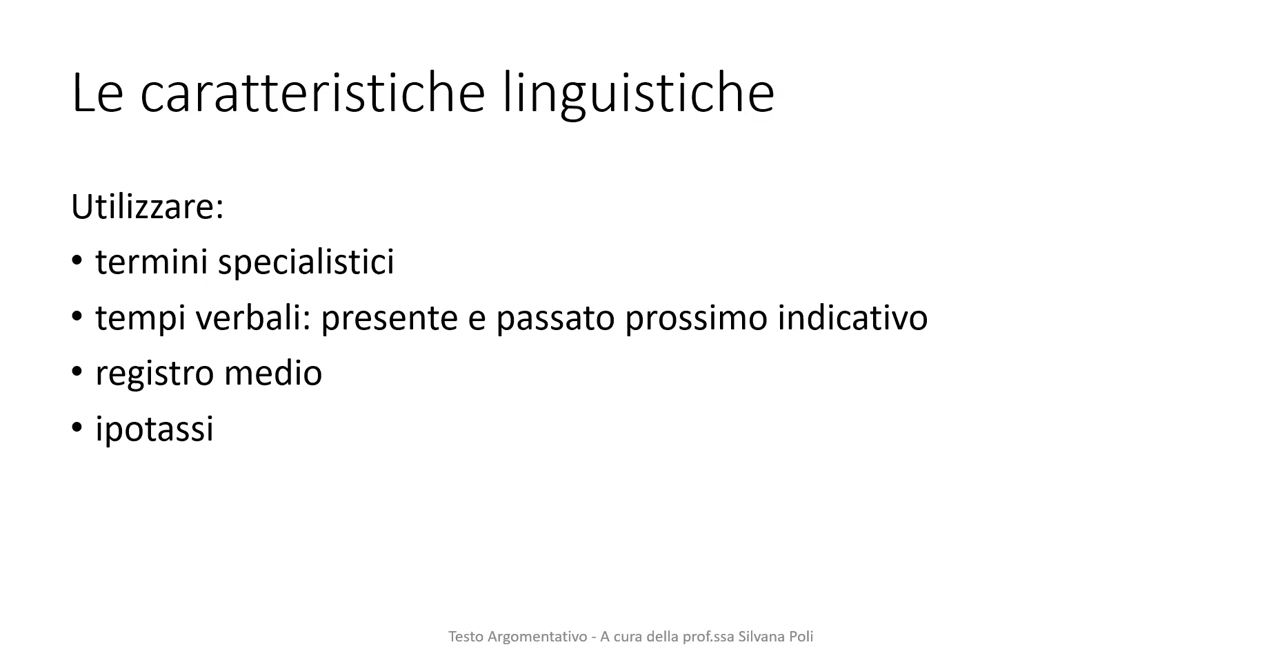 Le caratteristiche linguistiche
Utilizzare:
• termini specialistici
• tempi verbali: presente e passato prossimo indicativo
• registro medio
• ipotassi
Testo Argomentativo - A cura della prof.ssa Silvana Poli